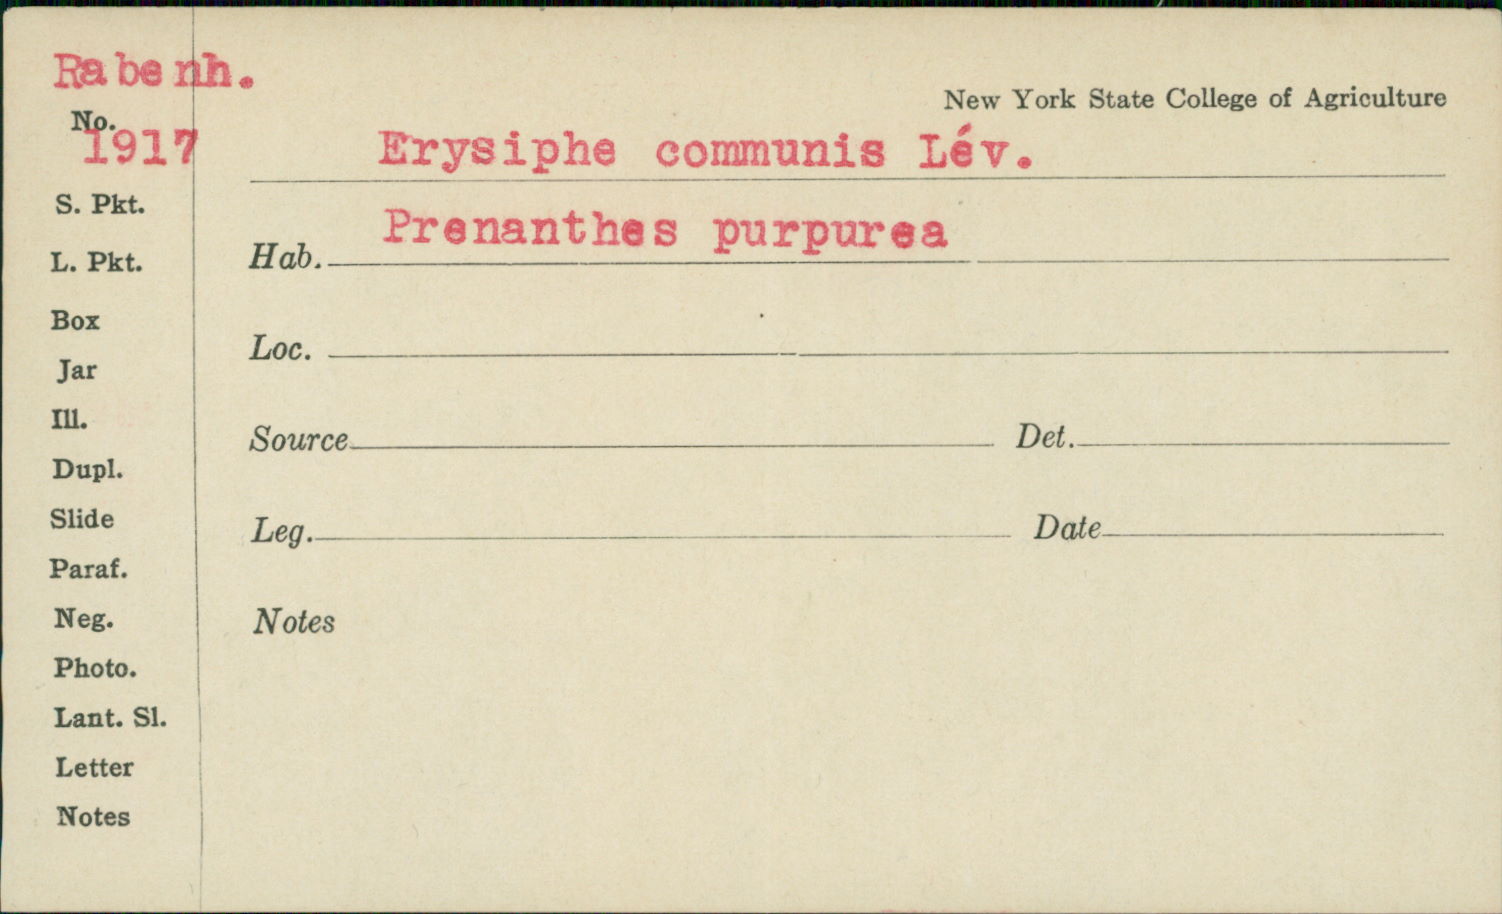 Rabenh.
New York State College of Agriculture
No.
1917
Erysiphe communis Lév.
S. Pkt.
Prenanthes purpurea
Hab.
L. Pkt.
Box
Loc.
Jar
Ill.
Source Det.
Dupl.
Slide
Leg. Date
Paraf.
Neg.
Notes
Photo.
Lant. Sl.
Letter
Notes